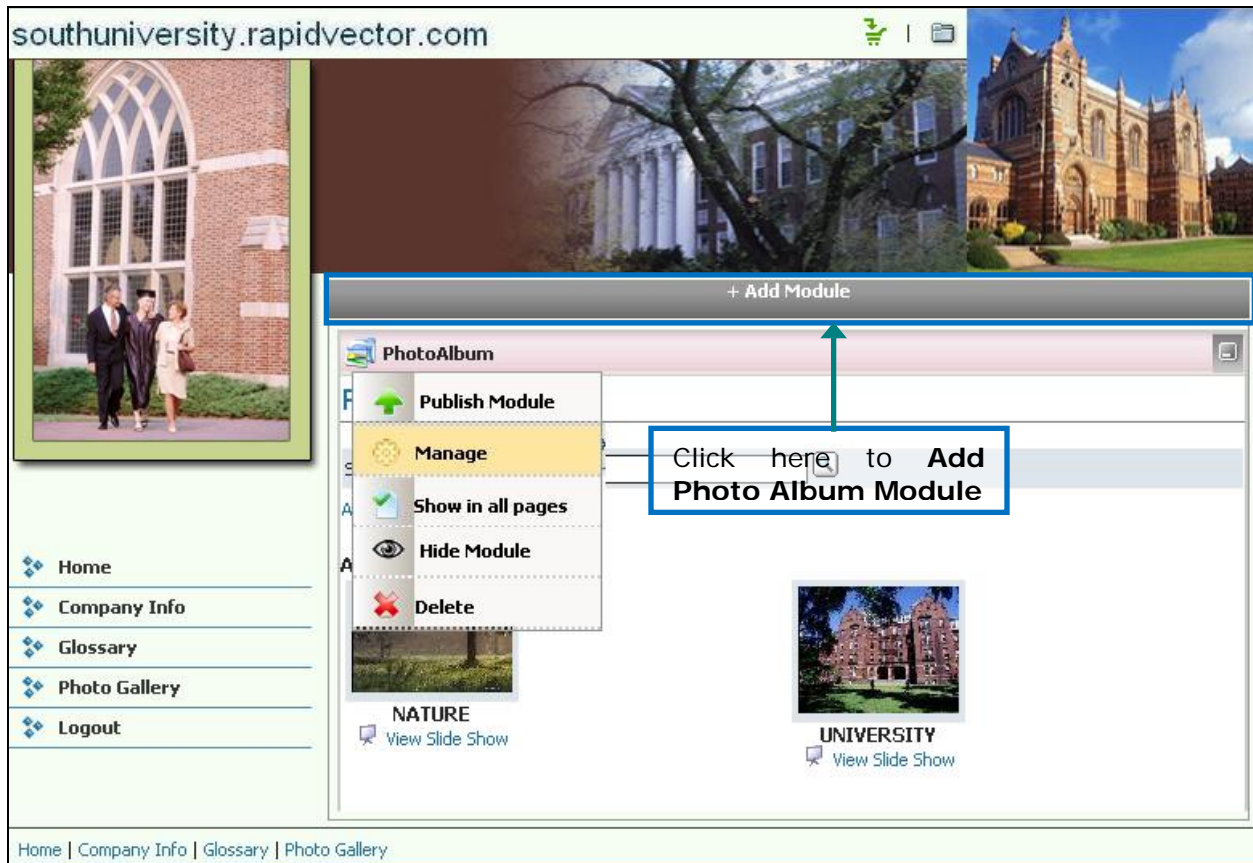 southuniversity.rapidvector.com
|
+ Add Module
PhotoAlbum
Publish Module
Manage
Show in all pages
Hide Module
Delete
Click here to Add
Photo Album Module
Home
Company Info
Glossary
Photo Gallery
Logout
NATURE
View Slide Show
UNIVERSITY
View Slide Show
Home | Company Info | Glossary | Photo Gallery